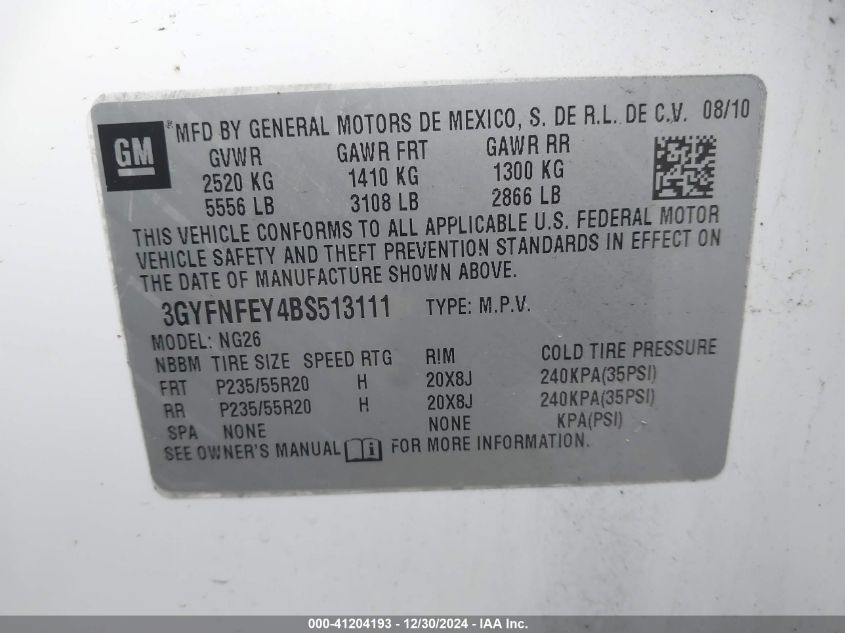 GM ® MFD BY GENERAL MOTORS DE MEXICO, S. DE R.L. DE C.V. 08/10
GVWR GAWR FRT GAWR RR
2520 KG 1410 KG 1300 KG
5556 LB 3108 LB 2866 LB
THIS VEHICLE CONFORMS TO ALL APPLICABLE U.S. FEDERAL MOTOR
VEHICLE SAFETY AND THEFT PREVENTION STANDARDS IN EFFECT ON
THE DATE OF MANUFACTURE SHOWN ABOVE.
3GYFNFEY4BS513111 TYPE: M.P.V.
MODEL: NG26
NBBM TIRE SIZE SPEED RTG RIM COLD TIRE PRESSURE
FRT P235/55R20 H 20X8J 240KPA(35PSI)
RR P235/55R20 H 20X8J 240KPA(35PSI)
SPA NONE NONE KPA(PSI)
SEE OWNER'S MANUAL i FOR MORE INFORMATION.
000-41204193 - 12/30/2024 - IAA Inc.